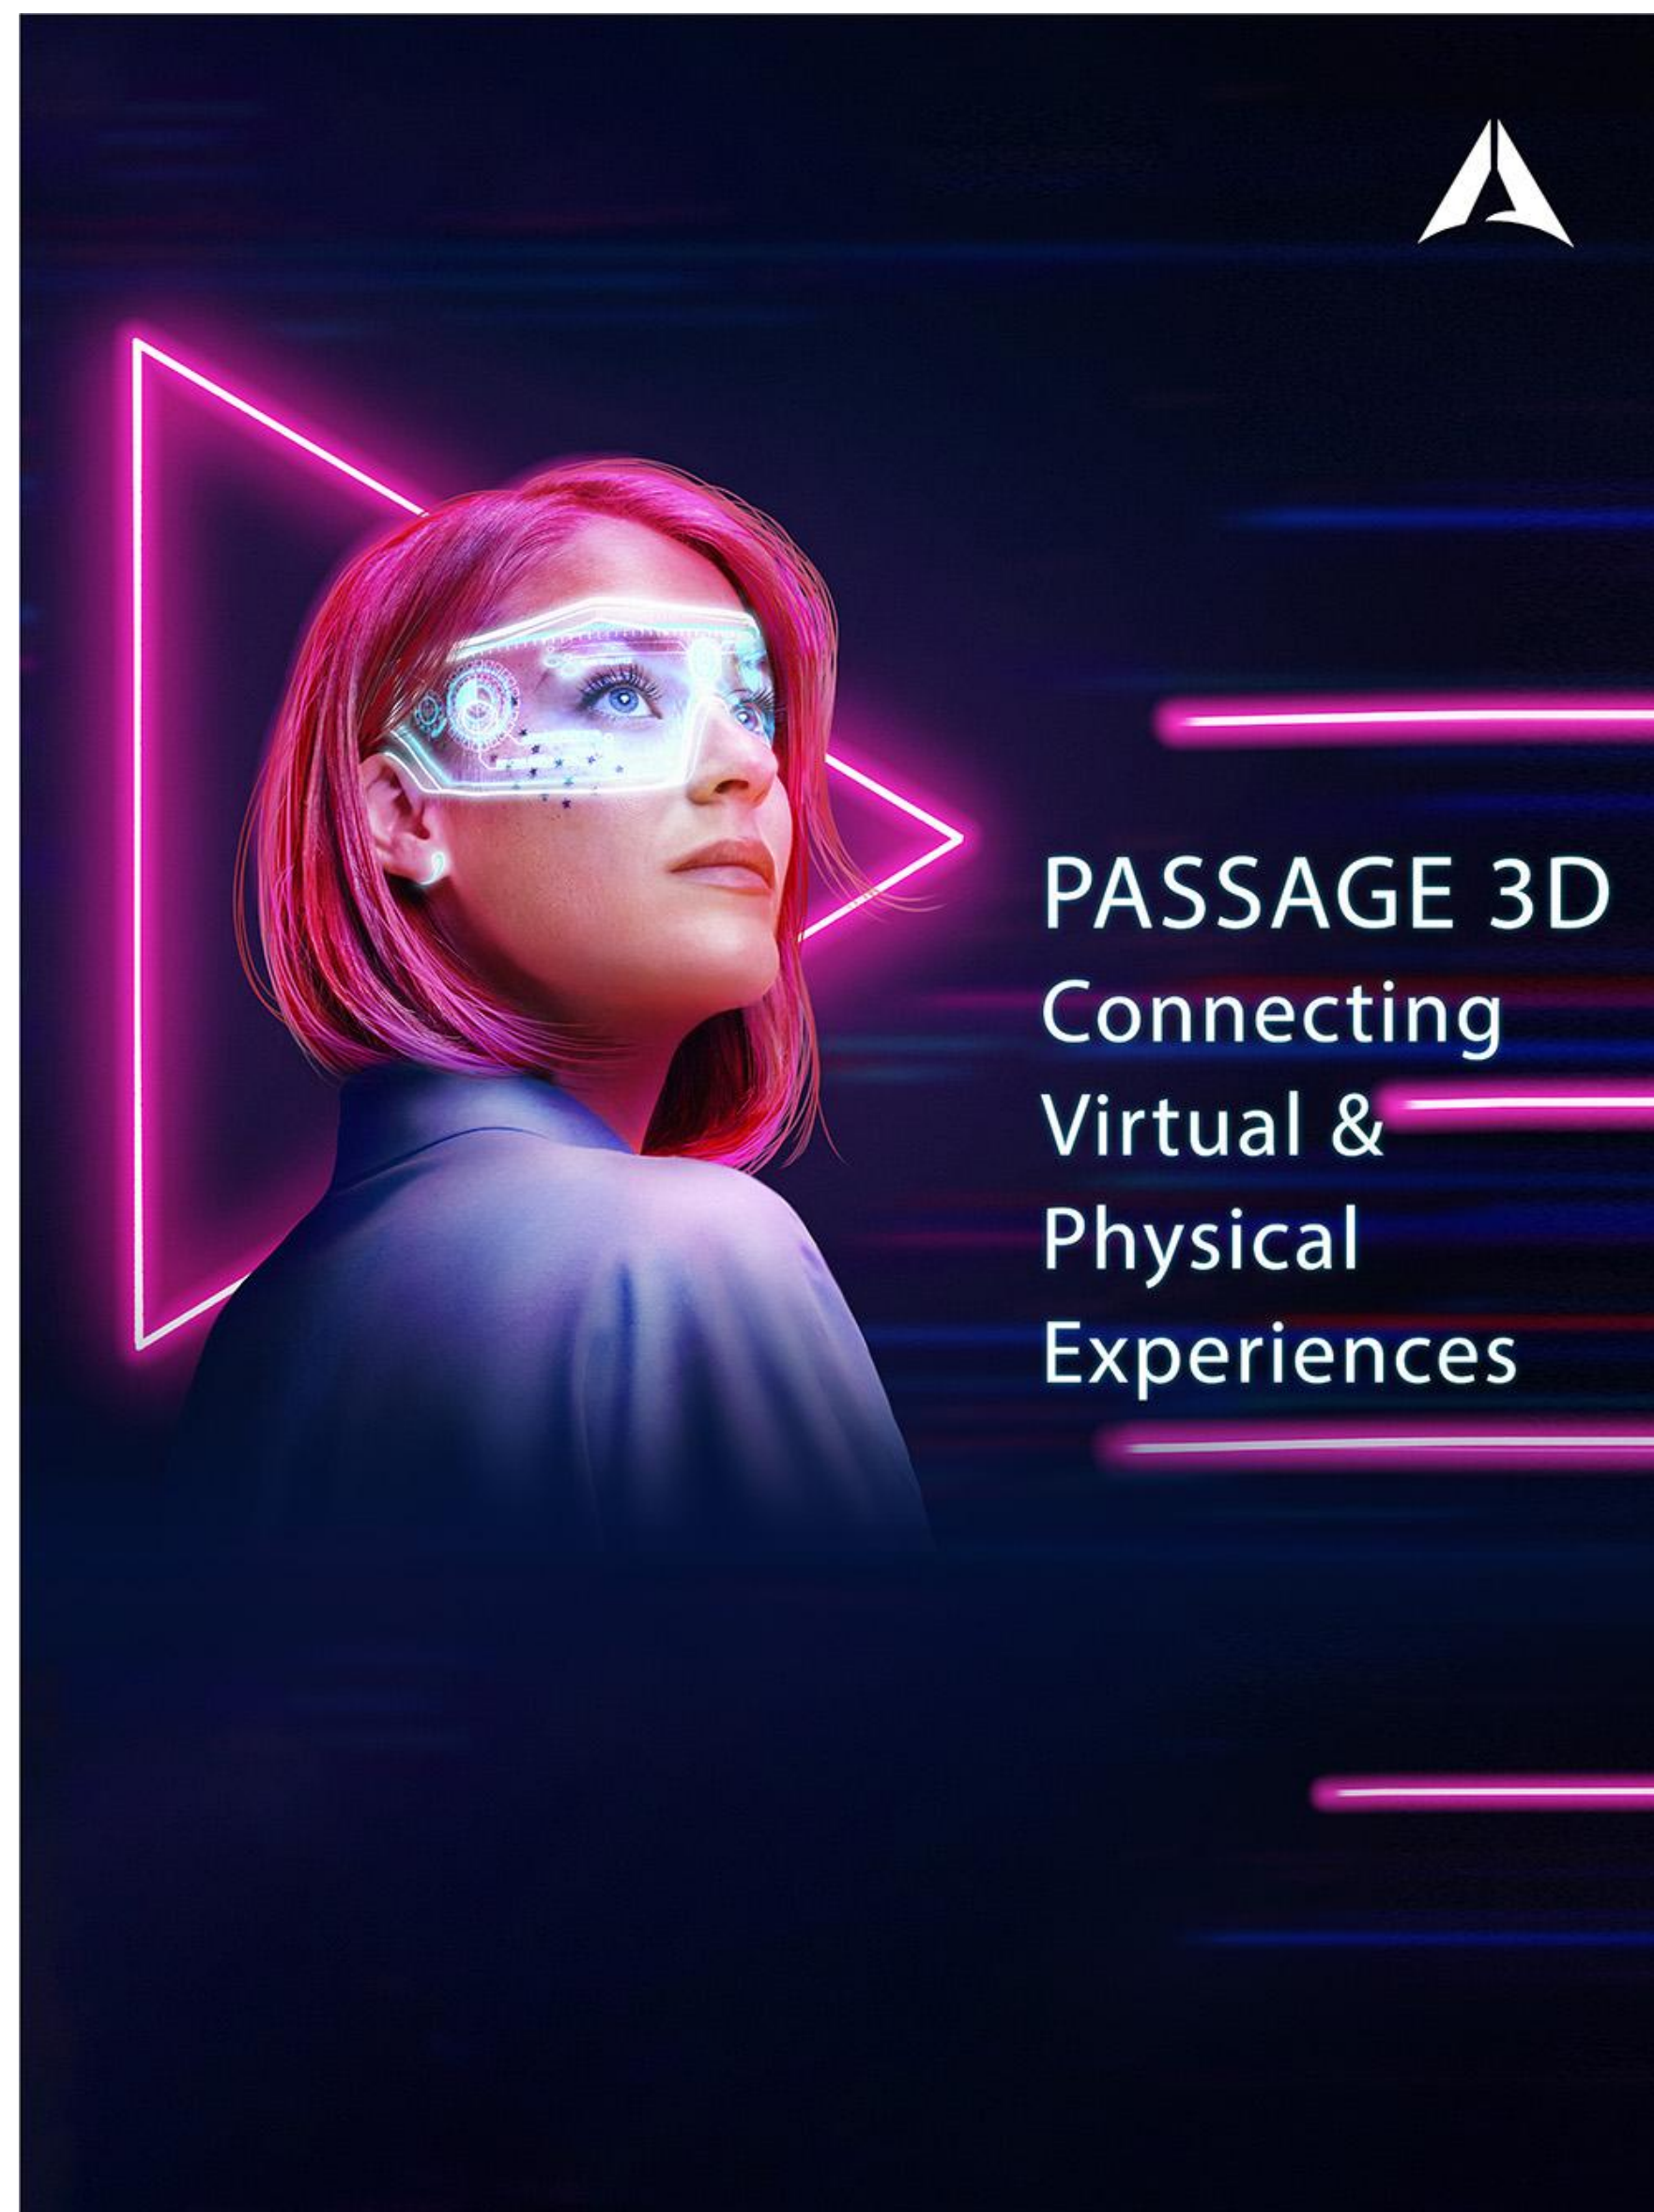 PASSAGE 3D
Connecting
Virtual &
Physical
Experiences